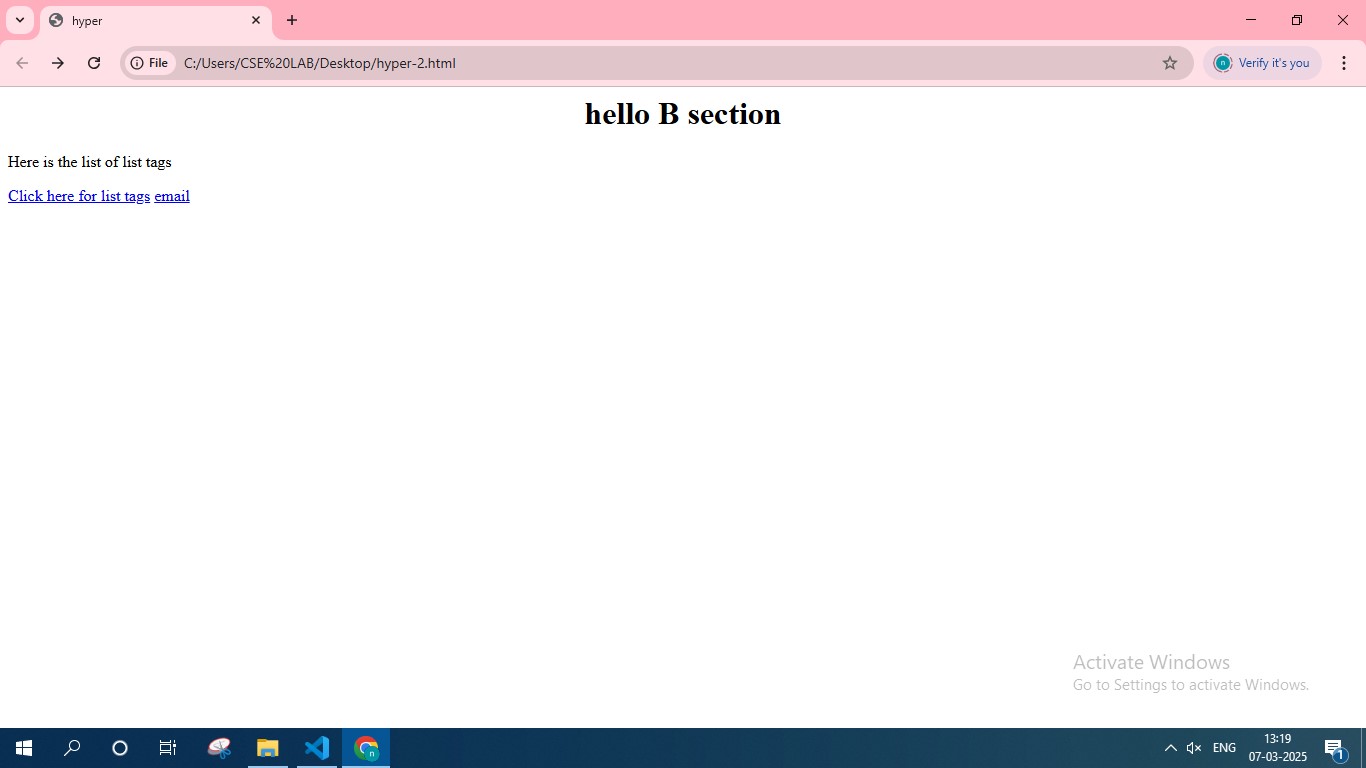 hyper
File C:/Users/CSE%20LAB/Desktop/hyper-2.html
n Verify it's you
hello B section
Here is the list of list tags
Click here for list tags email
Activate Windows
Go to Settings to activate Windows.
n
ENG
13:19
07-03-2025
1